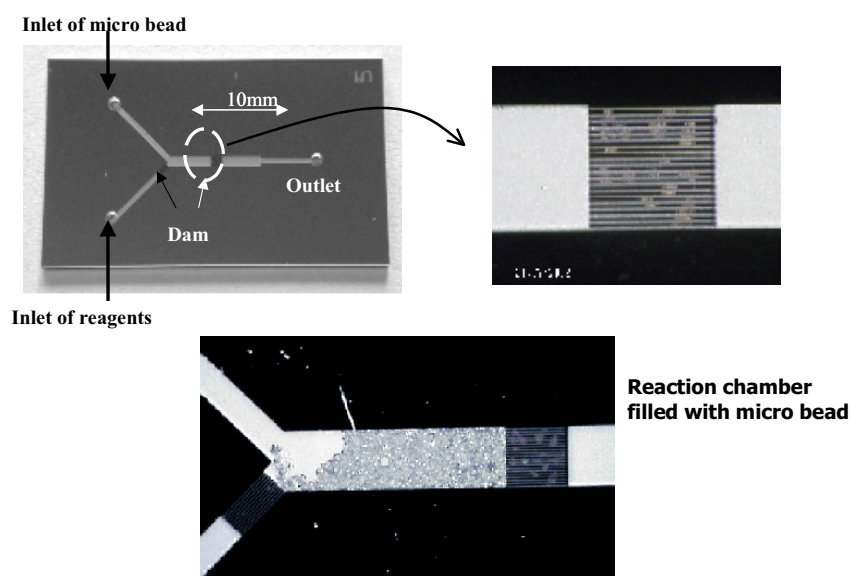 Inlet of micro bead
10mm
Outlet
Dam
Inlet of reagents
Reaction chamber
filled with micro bead